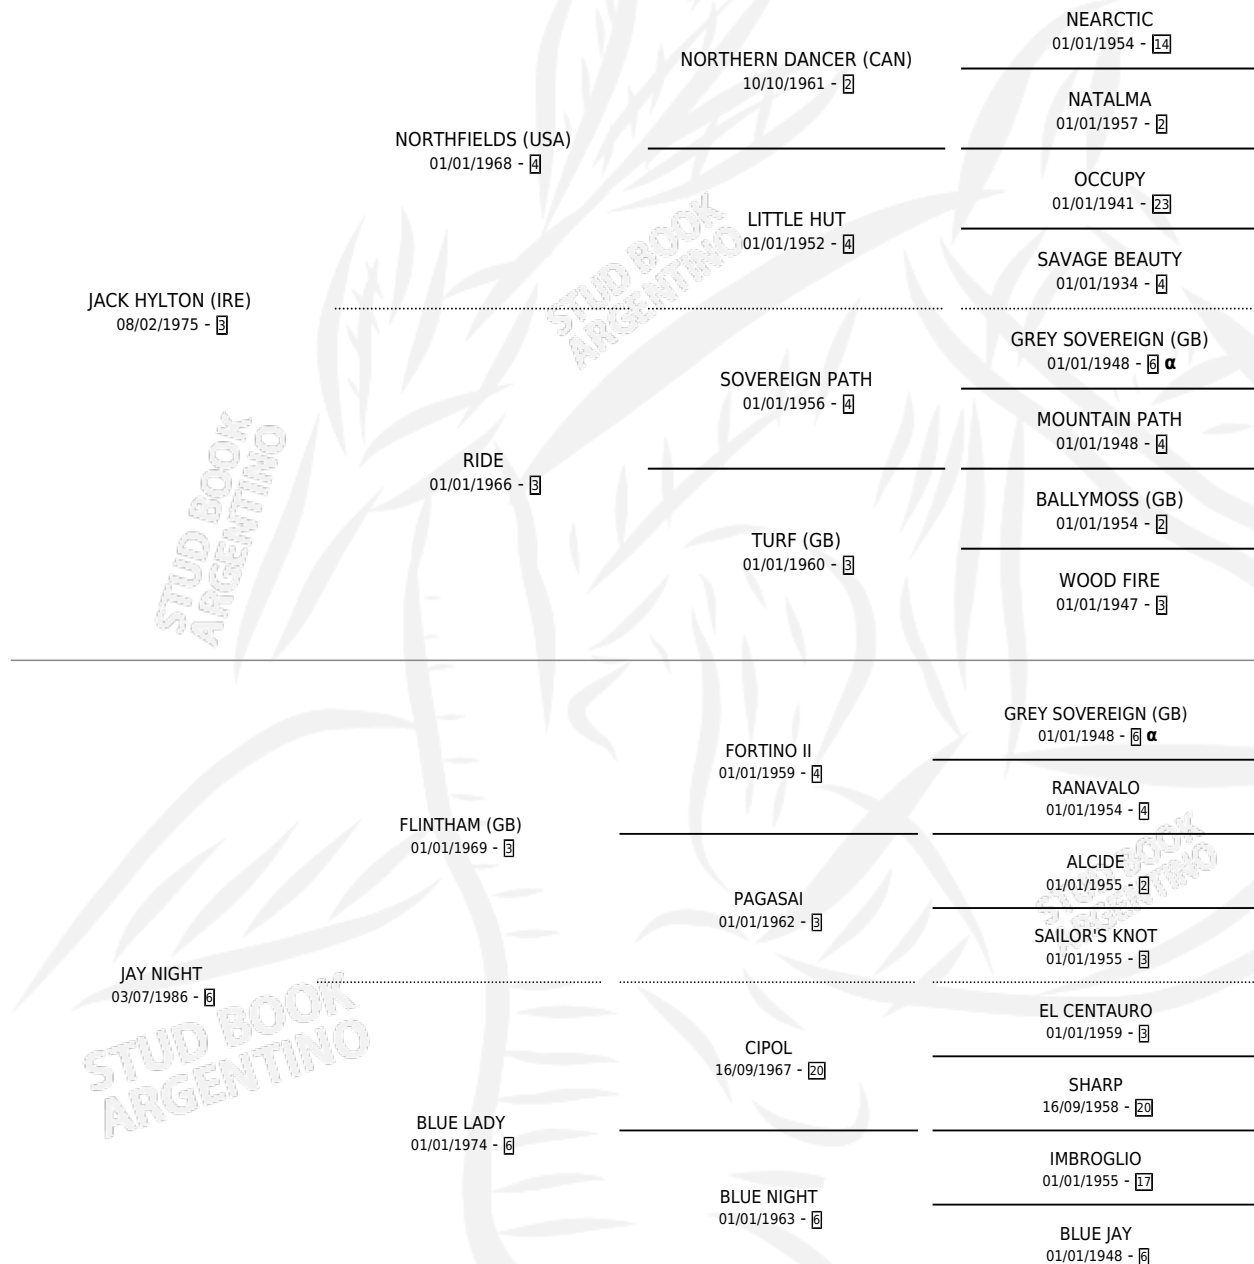 NEARCTIC
01/01/1954 - 14
NORTHERN DANCER (CAN)
10/10/1961 - 2
NATALMA
01/01/1957 - 2
NORTHFIELDS (USA)
01/01/1968 - 4
OCCUPY
01/01/1941 - 23
LITTLE HUT
01/01/1952 - 4
SAVAGE BEAUTY
01/01/1934 - 4
STUD BOOK
ARGENTINO
JACK HYLTON (IRE)
08/02/1975 - 3
GREY SOVEREIGN (GB)
01/01/1948 - 6 α
SOVEREIGN PATH
01/01/1956 - 4
MOUNTAIN PATH
01/01/1948 - 4
RIDE
01/01/1966 - 3
BALLYMOSS (GB)
01/01/1954 - 2
TURF (GB)
01/01/1960 - 3
WOOD FIRE
01/01/1947 - 3
STUD BOOK
ARGENTINO
GREY SOVEREIGN (GB)
01/01/1948 - 6 α
FORTINO II
01/01/1959 - 4
RANAVALO
01/01/1954 - 4
FLINTHAM (GB)
01/01/1969 - 3
ALCIDE
01/01/1955 - 2
PAGASAI
01/01/1962 - 3
SAILOR'S KNOT
01/01/1955 - 3
STUD BOOK
ARGENTINO
JAY NIGHT
03/07/1986 - 6
EL CENTAURO
01/01/1959 - 3
CIPOL
16/09/1967 - 20
SHARP
16/09/1958 - 20
STUD BOOK
ARGENTINO
BLUE LADY
01/01/1974 - 6
IMBROGLIO
01/01/1955 - 17
BLUE NIGHT
01/01/1963 - 6
BLUE JAY
01/01/1948 - 6